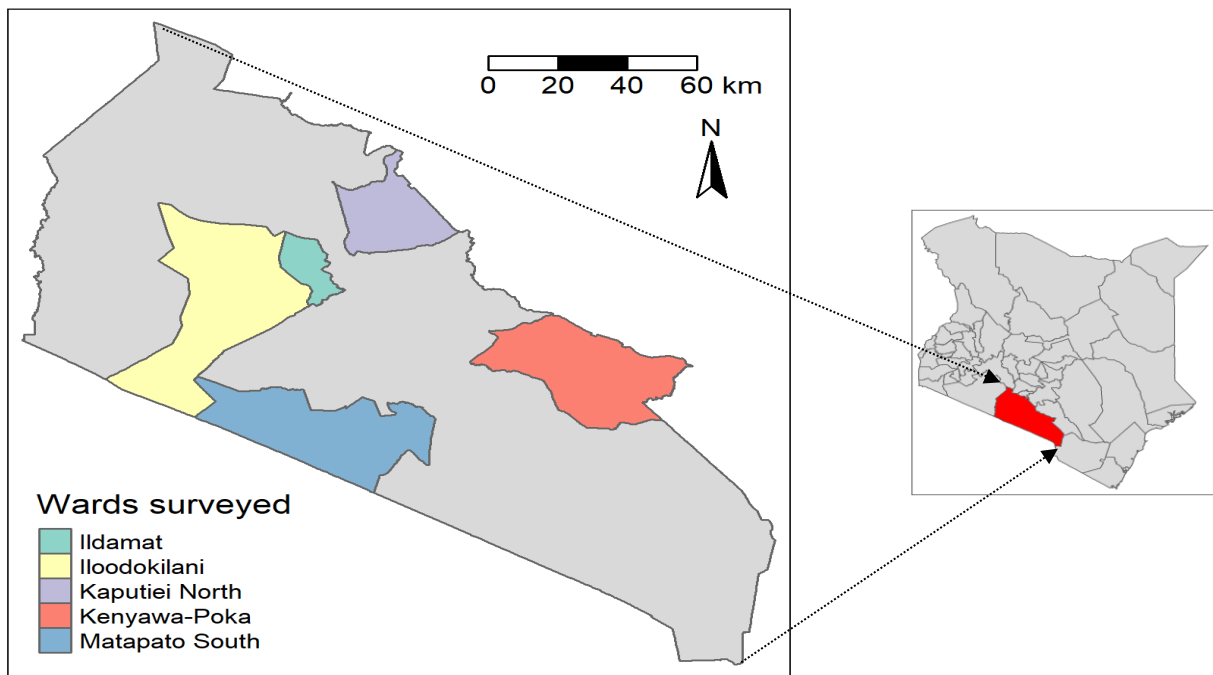 0 20 40 60 km
N
Wards surveyed
Ildamat
Iloodokilani
Kaputiei North
Kenyawa-Poka
Matapato South